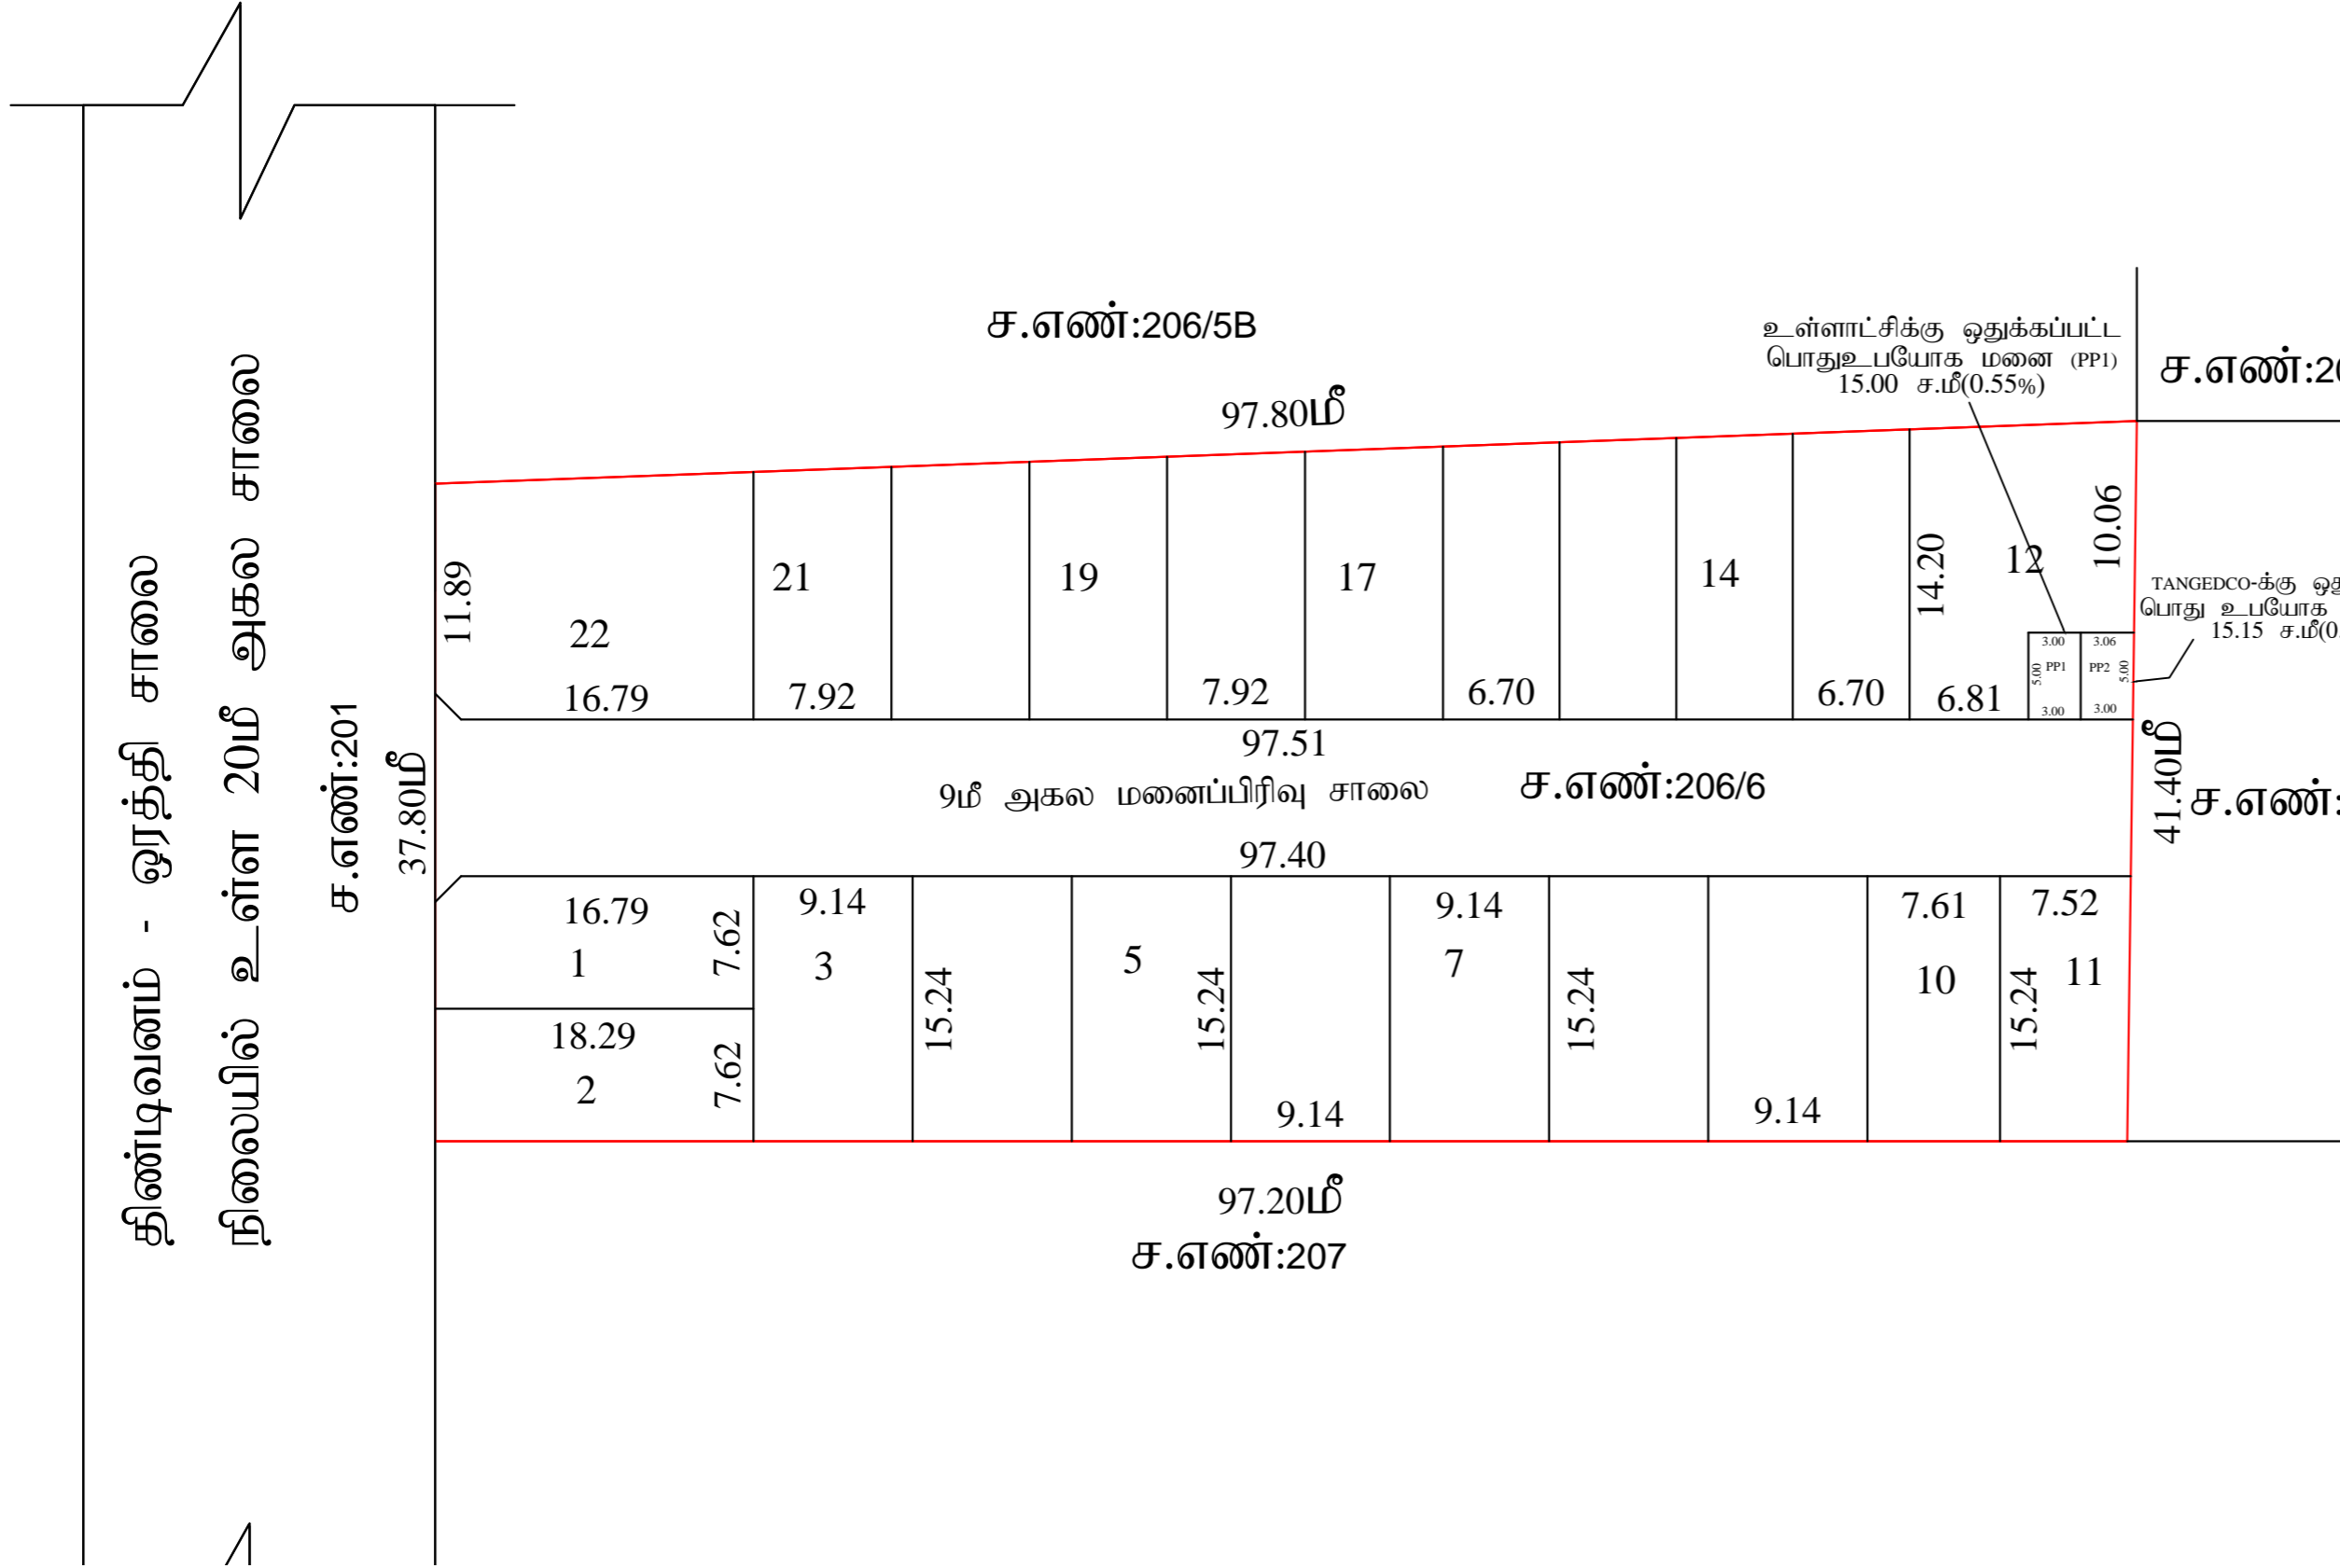 திண்டிவனம் - ஓரத்தி சாலை
நிலையில் உள்ள 20மீ அகல சாலை
ச.எண்:201
37.80மீ
ச.எண்:206/5B
97.80மீ
உள்ளாட்சிக்கு ஒதுக்கப்பட்ட
பொதுஉபயோக மனை (PP1)
15.00 ச.மீ(0.55%)
ச.எண்:20
11.89
22
16.79
21
7.92
19
7.92
17
6.70
14
6.70
14.20
12
10.06
6.81
3.00
3.06
5.00
PP1
PP2
5.00
3.00
3.00
TANGEDCO-க்கு
பொது உபயோக
15.15 ச.மீ(0.
97.51
9மீ அகல மனைப்பிரிவு சாலை
ச.எண்:206/6
41.40மீ
ச.எண்:
97.40
16.79
1
7.62
18.29
2
7.62
9.14
3
15.24
5
15.24
9.14
9.14
7
15.24
9.14
7.61
10
15.24
7.52
11
97.20மீ
ச.எண்:207